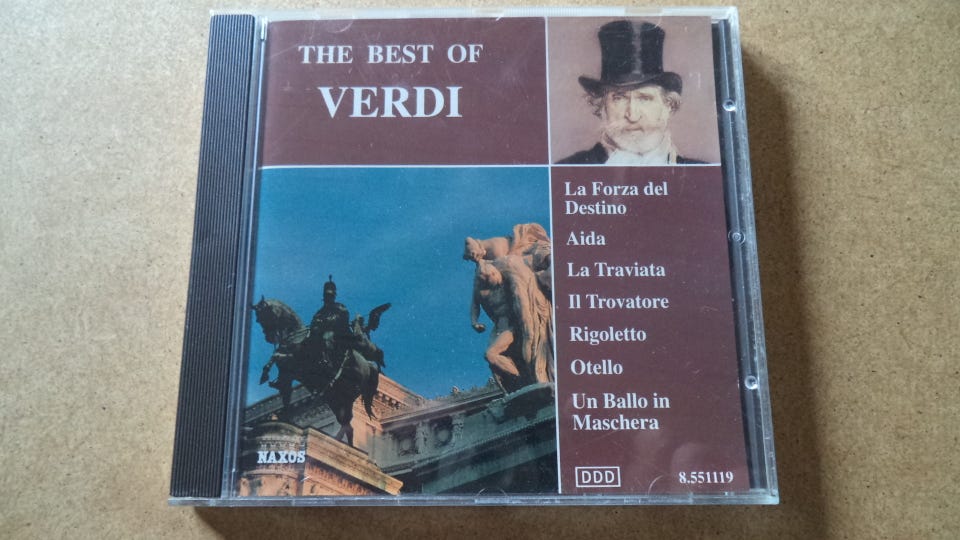 THE BEST OF
VERDI
La Forza del
Destino
Aida
La Traviata
Il Trovatore
Rigoletto
Otello
Un Ballo in
Maschera
NAXOS
DDD
8.551119